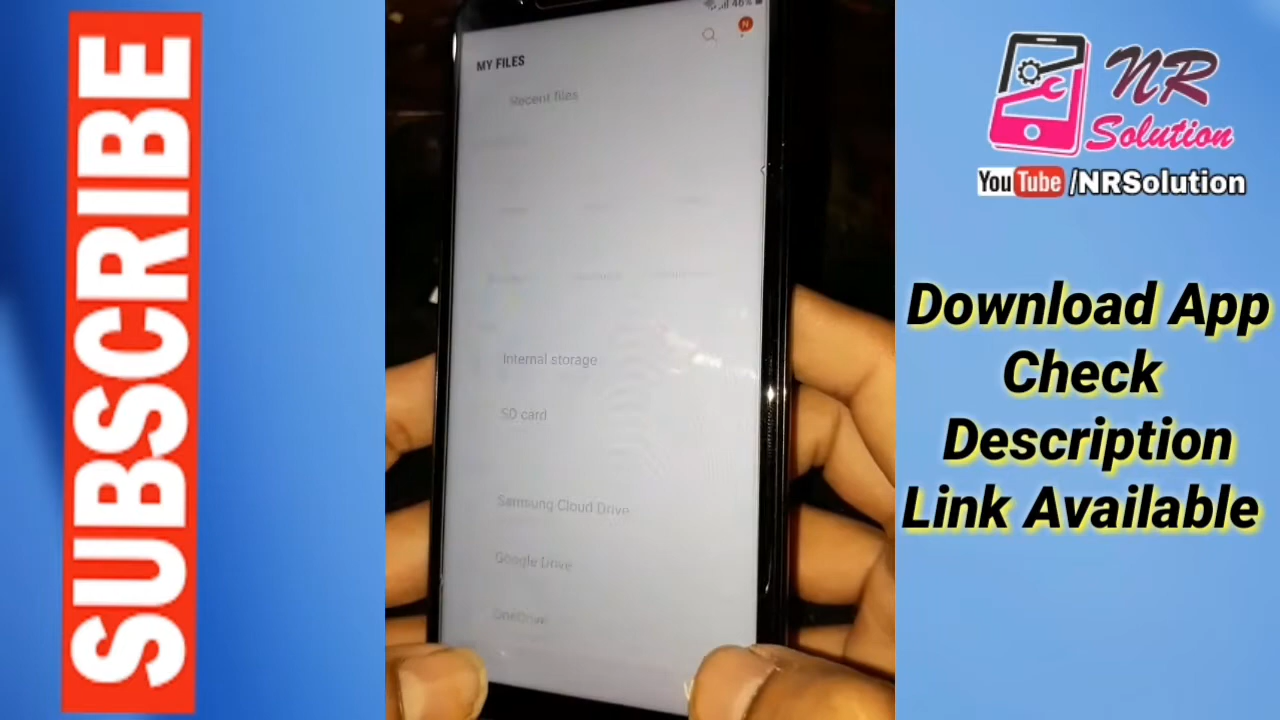 SUBSCRIBE
46%
N
MY FILES
Recent files
Internal storage
SD card
Samsung Cloud Drive
Google Drive
OneDrive
NR
Solution
YouTube /NRSolution
Download App
Check
Description
Link Available